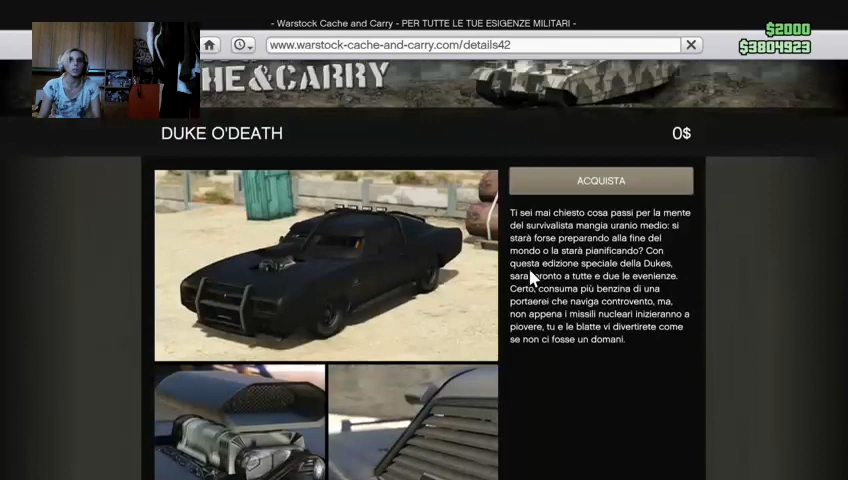 - Warstock Cache and Carry - PER TUTTE LE TUE ESIGENZE MILITARI -
$2000
www.warstock-cache-and-carry.com/details42
$3804923
HE&CARRY
DUKE O'DEATH
0$
ACQUISTA
Ti sei mai chiesto cosa passi per la mente
del survivalista mangia uranio medio: si
starà forse preparando alla fine del
mondo o la starà pianificando? Con
questa edizione speciale della Dukes,
sarai pronto a tutte e due le evenienze.
Certo, consuma più benzina di una
portaerei che naviga controvento, ma,
non appena i missili nucleari inizieranno a
piovere, tu e le blatte vi divertirete come
se non ci fosse un domani.